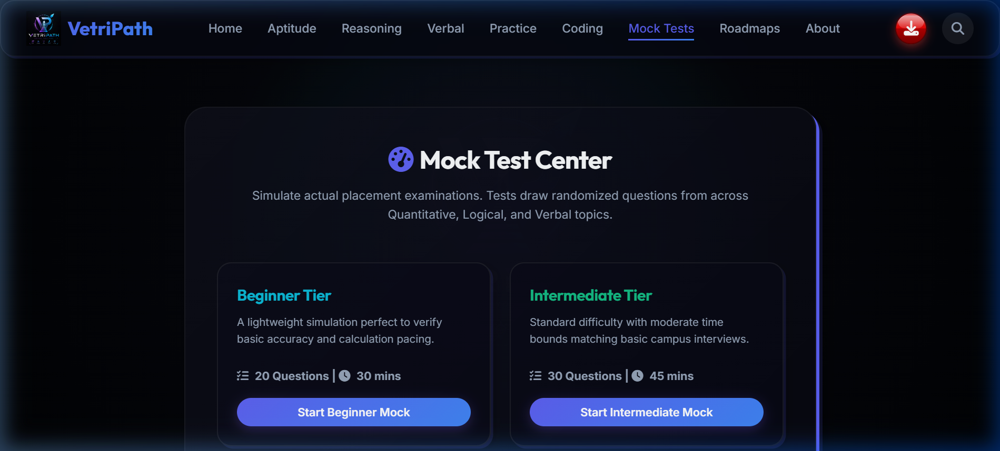 VETRIPATH
VetriPath
Home
Aptitude
Reasoning
Verbal
Practice
Coding
Mock Tests
Roadmaps
About
Mock Test Center
Simulate actual placement examinations. Tests draw randomized questions from across
Quantitative, Logical, and Verbal topics.
Beginner Tier
A lightweight simulation perfect to verify
basic accuracy and calculation pacing.
20 Questions | 30 mins
Start Beginner Mock
Intermediate Tier
Standard difficulty with moderate time
bounds matching basic campus interviews.
30 Questions | 45 mins
Start Intermediate Mock